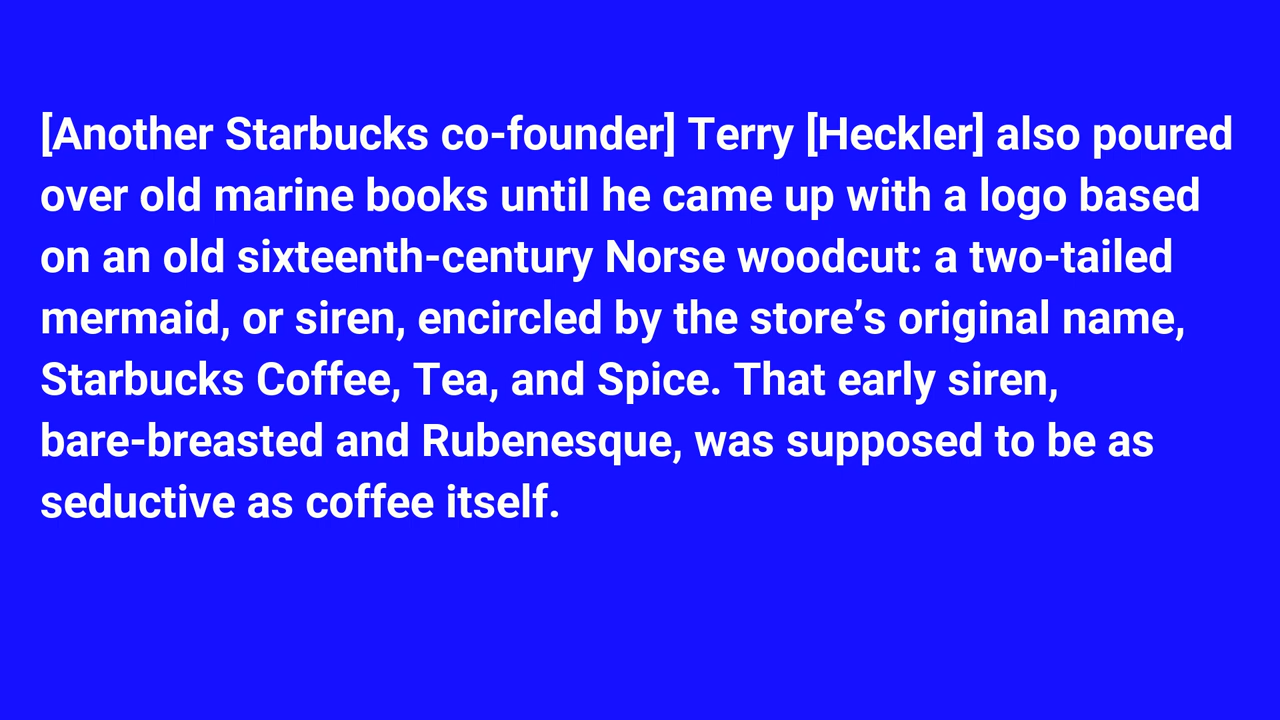 [Another Starbucks co-founder] Terry [Heckler] also poured
over old marine books until he came up with a logo based
on an old sixteenth-century Norse woodcut: a two-tailed
mermaid, or siren, encircled by the store’s original name,
Starbucks Coffee, Tea, and Spice. That early siren,
bare-breasted and Rubenesque, was supposed to be as
seductive as coffee itself.